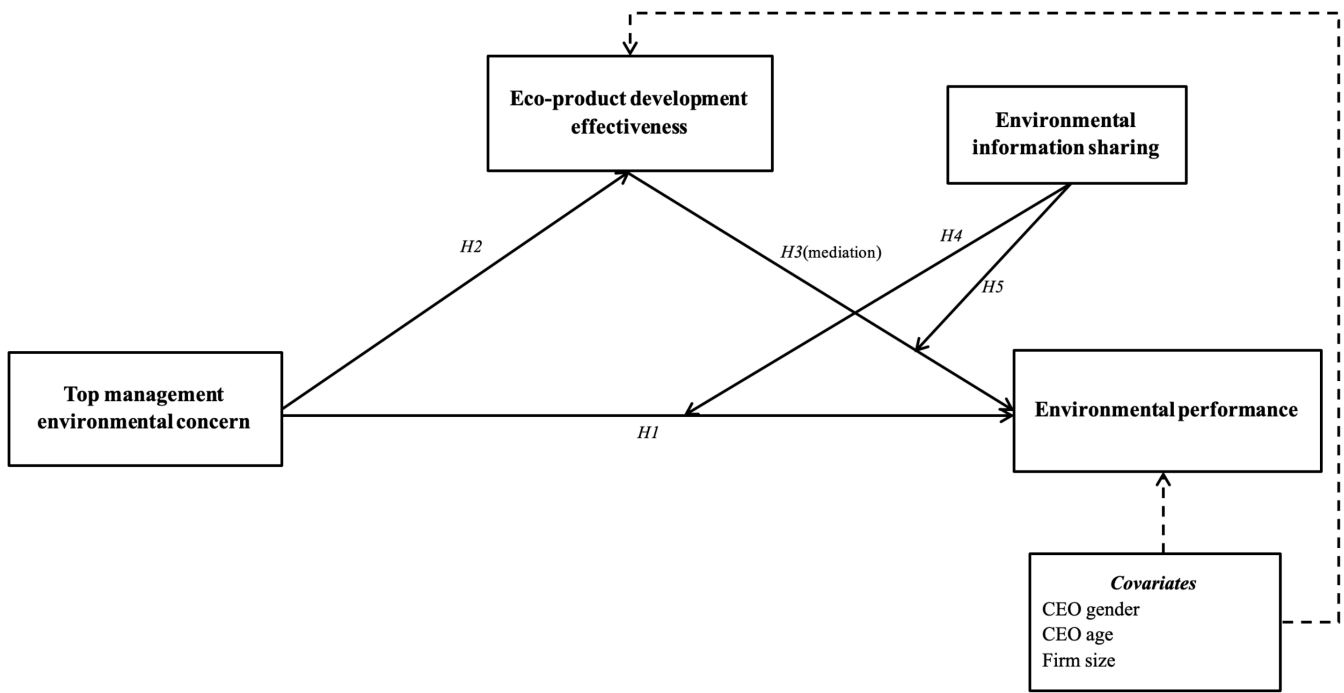 Eco-product development
effectiveness
Environmental
information sharing
H2
H3(mediation)
H4
H5
Top management
environmental concern
H1
Environmental performance
Covariates
CEO gender
CEO age
Firm size